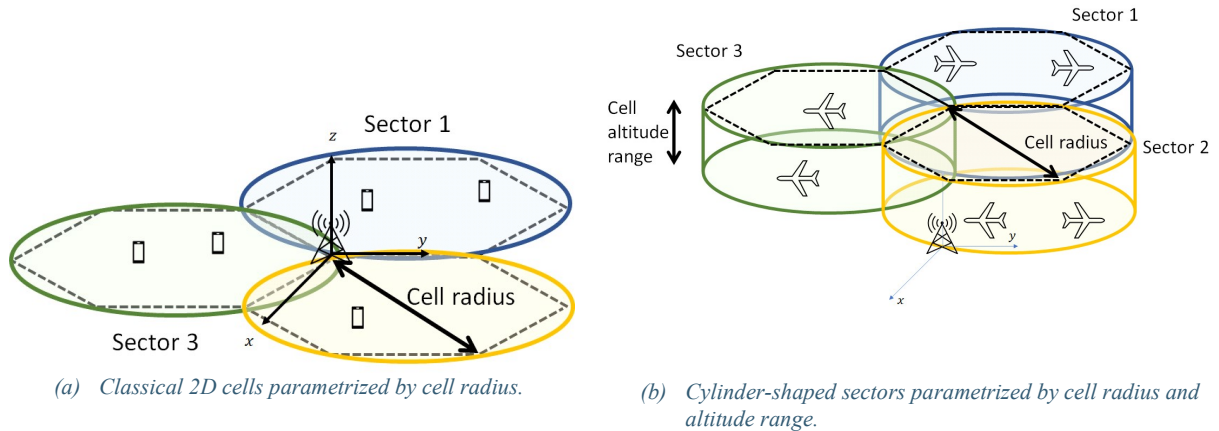 Sector 1
z
y
Cell radius
Sector 3
x
(a) Classical 2D cells parametrized by cell radius.
Sector 1
Sector 3
Cell
altitude
range
Cell radius
Sector 2
y
x
(b) Cylinder-shaped sectors parametrized by cell radius and
altitude range.